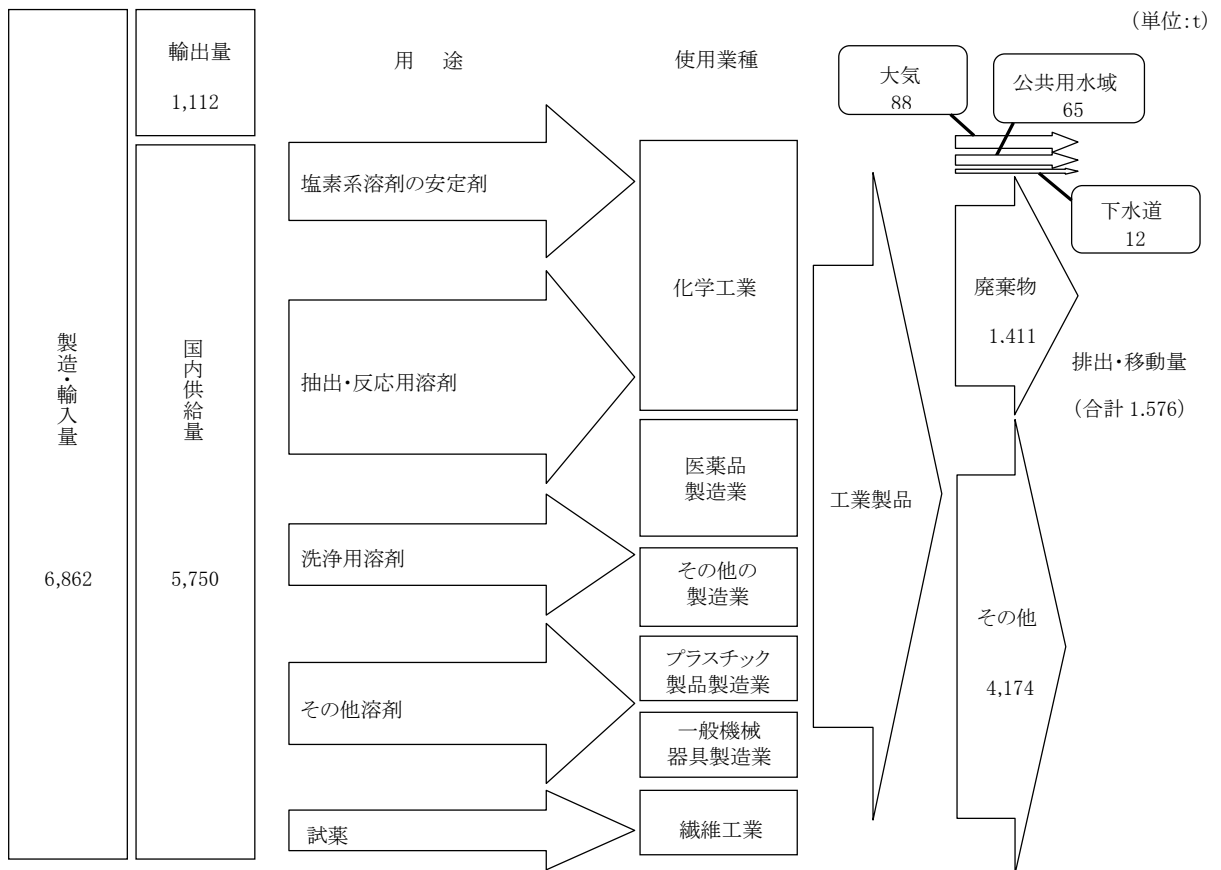 (単位:t)
輸出量
1,112
用　途
使用業種
大気
88
公共用水域
65
下水道
12
塩素系溶剤の安定剤
抽出・反応用溶剤
洗浄用溶剤
その他溶剤
試薬
製造・輸入量
6,862
国内供給量
5,750
化学工業
医薬品
製造業
その他の
製造業
プラスチック
製品製造業
一般機械
器具製造業
繊維工業
工業製品
廃棄物
1.411
排出・移動量
(合計 1.576)
その他
4,174